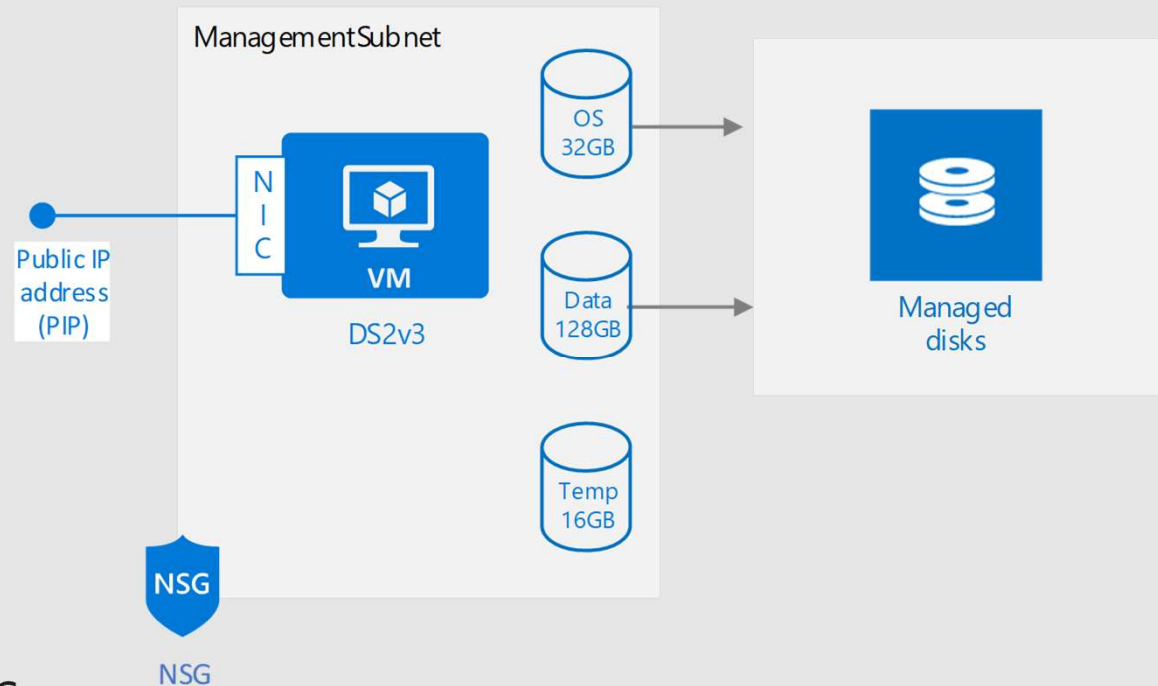 ManagementSubnet
OS
32GB
N
I
C
VM
DS2v3
Public IP
address
(PIP)
Data
128GB
Managed
disks
Temp
16GB
NSG
NSG